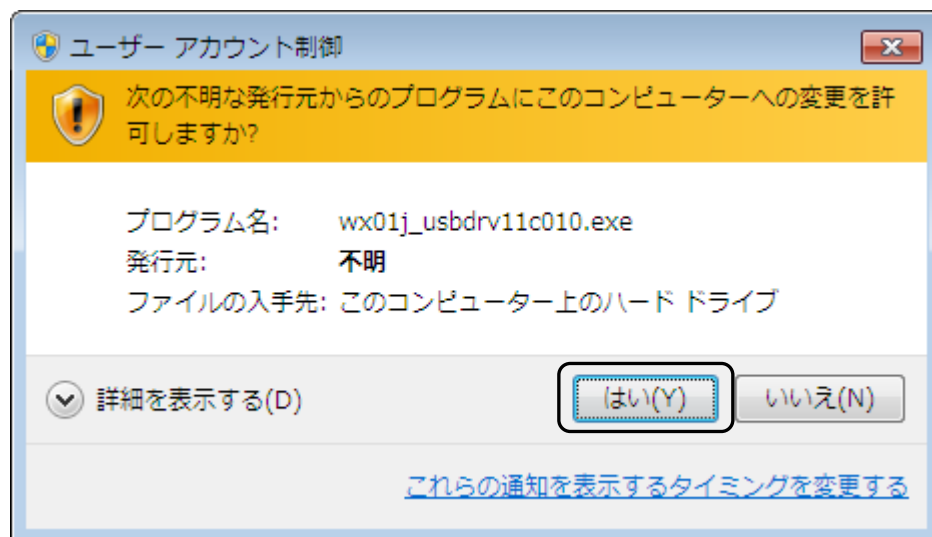 ユーザー アカウント制御
次の不明な発行元からのプログラムにこのコンピューターへの変更を許
可しますか?
プログラム名: wx01j_usbdrv11c010.exe
発行元: 不明
ファイルの入手先: このコンピューター上のハード ドライブ
詳細を表示する(D) はい(Y) いいえ(N)
これらの通知を表示するタイミングを変更する